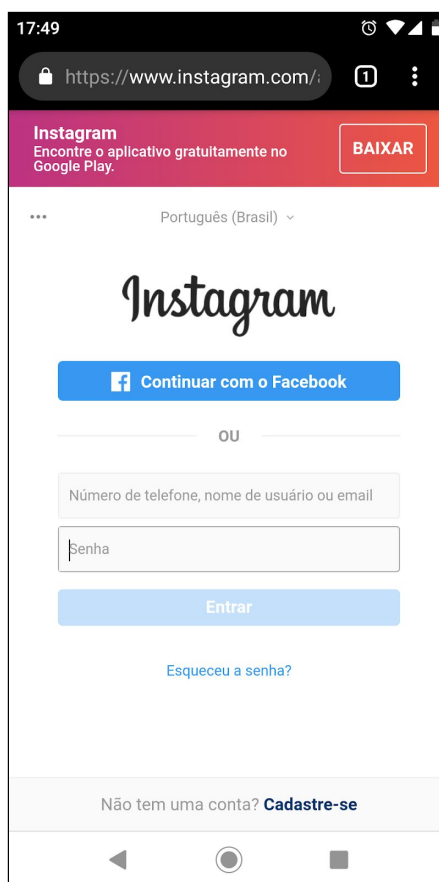 17:49
https://www.instagram.com/
1
Instagram
Encontre o aplicativo gratuitamente no
Google Play.
BAIXAR
Português (Brasil)
Instagram
Continuar com o Facebook
OU
Número de telefone, nome de usuário ou email
Senha
Entrar
Esqueceu a senha?
Não tem uma conta? Cadastre-se